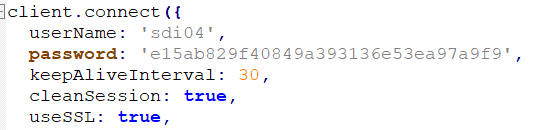 client.connect({
userName: 'sdi04',
password: 'e15ab829f40849a393136e53ea97a9f9',
keepAliveInterval: 30,
cleanSession: true,
useSSL: true,